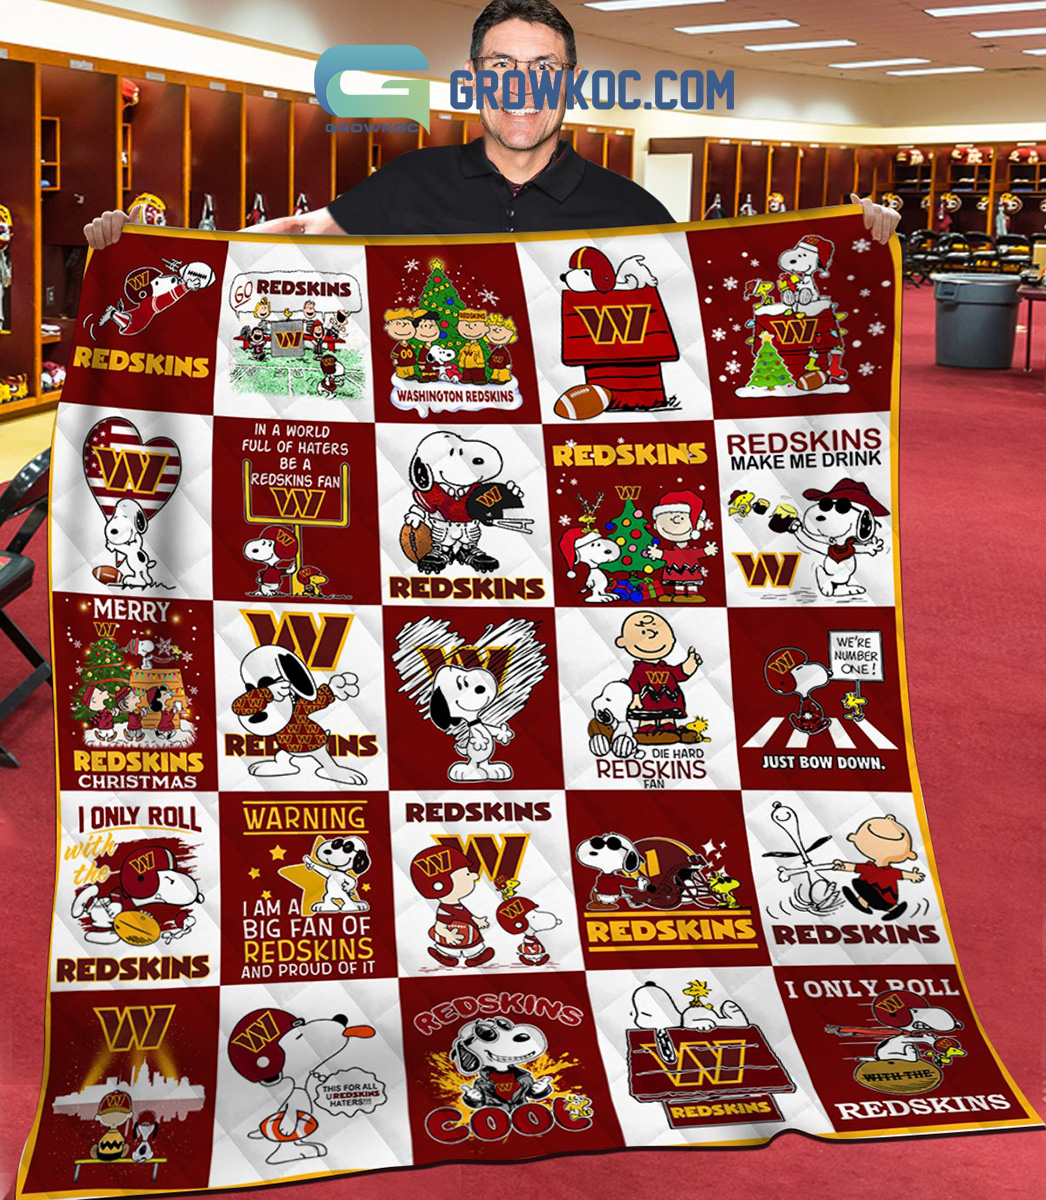 GROWKOC.COM
GROWKOC
REDSKINS
GO REDSKINS
REDSKINS
00
WASHINGTON REDSKINS
IN A WORLD
FULL OF HATERS
BE A
REDSKINS FAN
REDSKINS
REDSKINS
REDSKINS
MAKE ME DRINK
MERRY
REDSKINS
CHRISTMAS
RED INS
DIE HARD
REDSKINS
FAN
WE'RE
NUMBER
ONE!
JUST BOW DOWN.
I ONLY ROLL
with
the
REDSKINS
WARNING
I AM A
BIG FAN OF
REDSKINS
AND PROUD OF IT
REDSKINS
REDSKINS
REDSKINS
THIS FOR ALL
U REDSKINS
HATERS!!!
REDSKINS
COOL
REDSKINS
I ONLY ROLL
WITH THE
REDSKINS